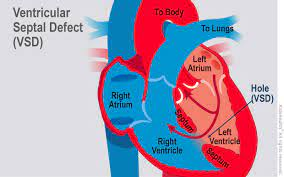 Ventricular
Septal Defect
(VSD)
To Body
To Lungs
Left
Atrium
Hole
(VSD)
Right
Atrium
Septum
Left
Ventricle
Right
Ventricle
Septum